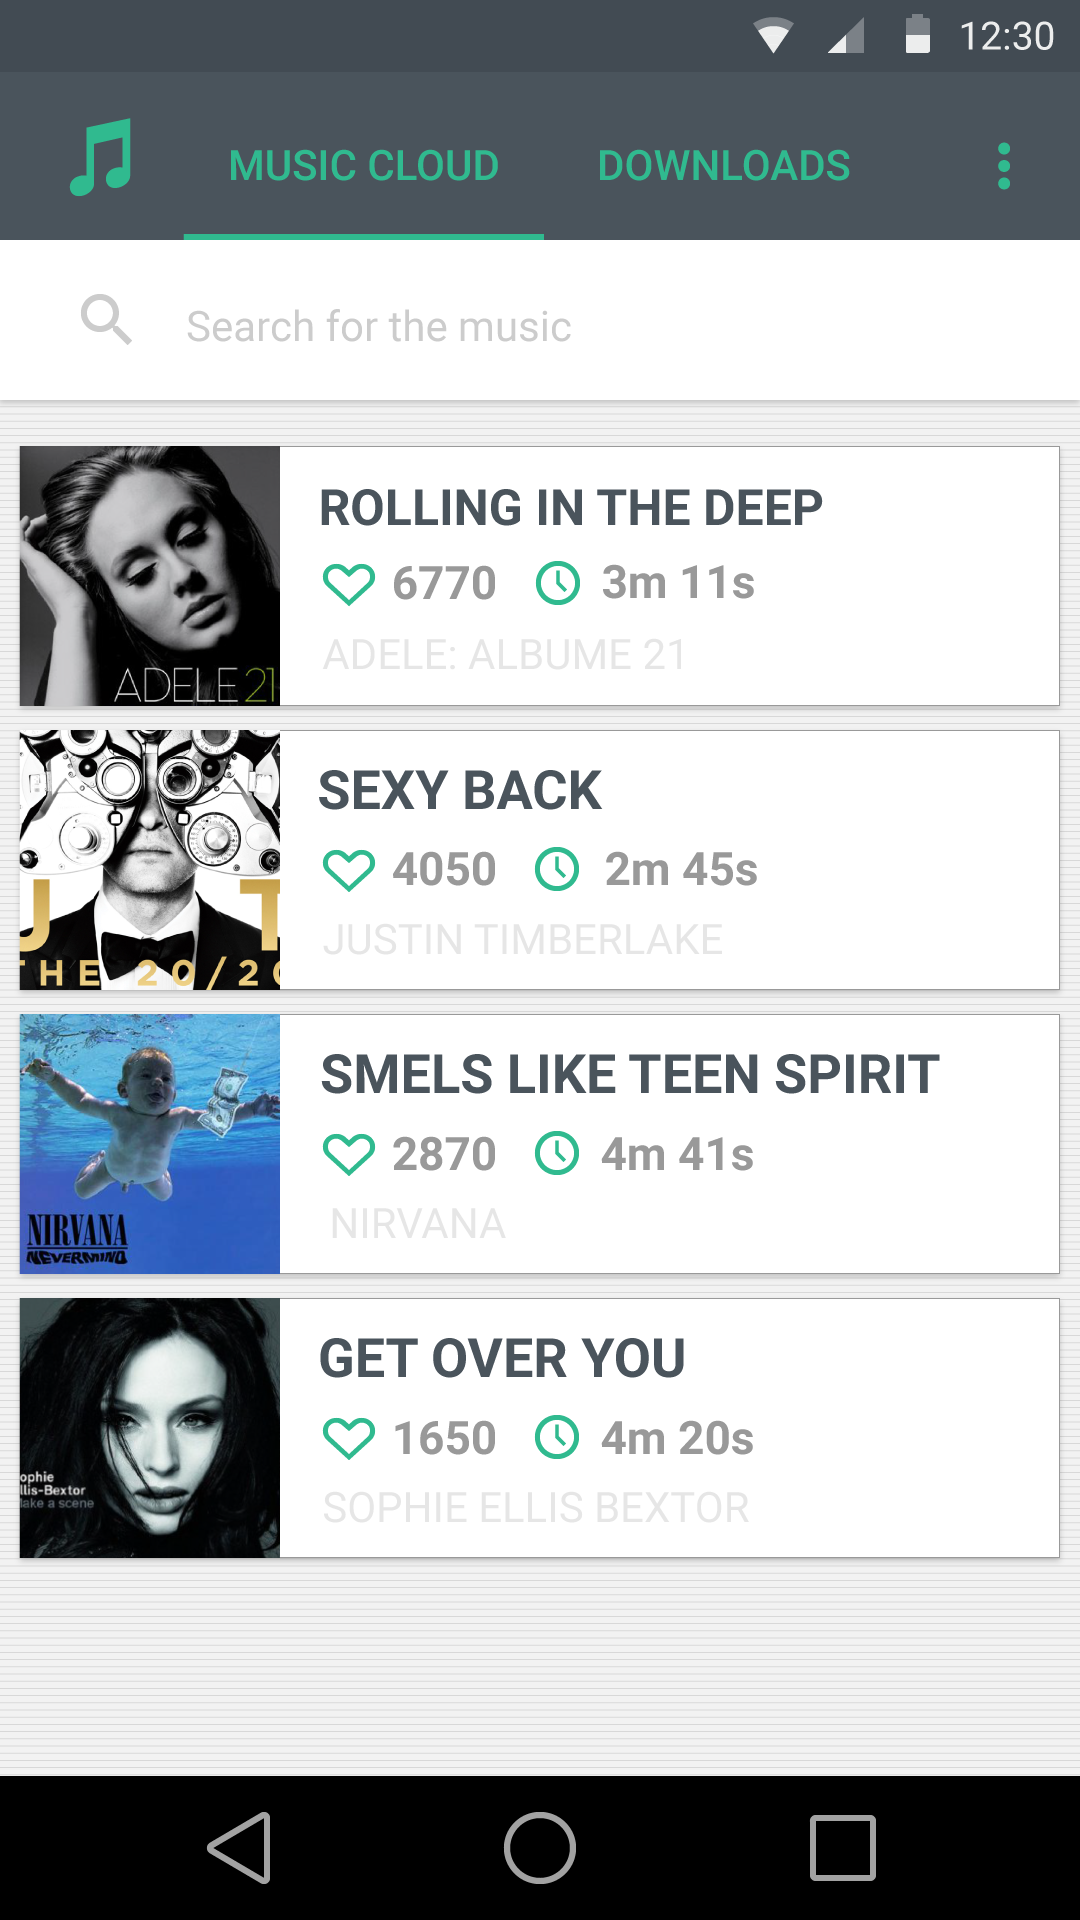 12:30
MUSIC CLOUD
DOWNLOADS
Search for the music
ADELE 21
ROLLING IN THE DEEP
6770
3m 11s
ADELE: ALBUME 21
THE 20/20
SEXY BACK
4050
2m 45s
JUSTIN TIMBERLAKE
NIRVANA
NEVERMIND
SMELS LIKE TEEN SPIRIT
2870
4m 41s
NIRVANA
ophie
llis-Bextor
ake a scene
GET OVER YOU
1650
4m 20s
SOPHIE ELLIS BEXTOR